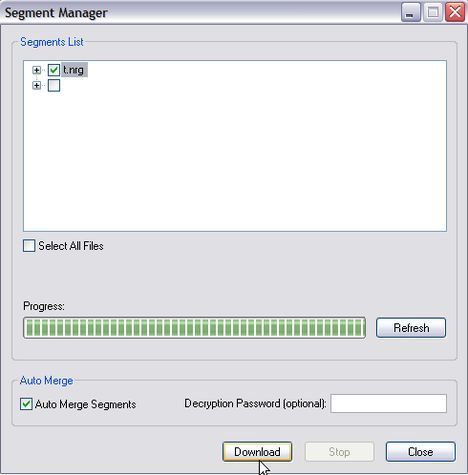 Segment Manager
Segments List
t.nrg
Select All Files
Progress:
Refresh
Auto Merge
Auto Merge Segments
Decryption Password (optional):
Download
Stop
Close